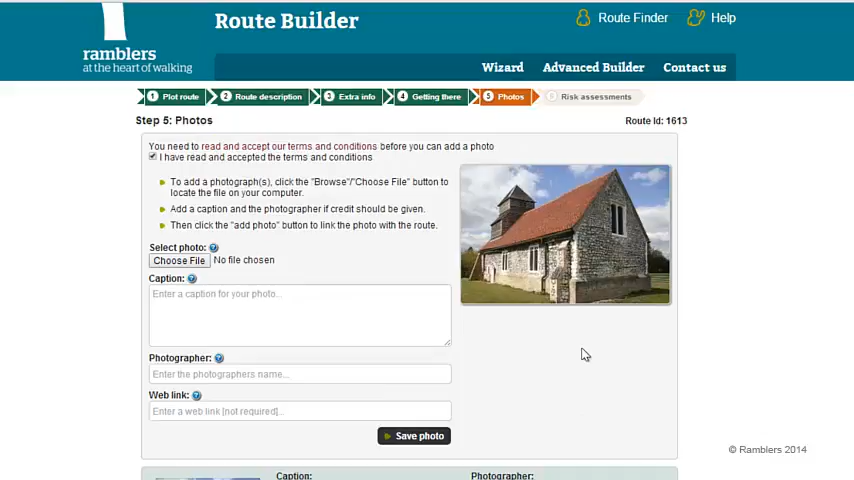 Route Builder
Route Finder
Help
ramblers
at the heart of walking
Wizard
Advanced Builder
Contact us
1 Plot route
2 Route description
3 Extra info
4 Getting there
5 Photos
6 Risk assessments
Step 5: Photos
Route Id: 1613
You need to read and accept our terms and conditions before you can add a photo
I have read and accepted the terms and conditions
To add a photograph(s), click the "Browse"/"Choose File" button to
locate the file on your computer.
Add a caption and the photographer if credit should be given.
Then click the "add photo" button to link the photo with the route.
Select photo: ?
Choose File No file chosen
Caption: ?
Enter a caption for your photo...
Photographer: ?
Enter the photographers name...
Web link: ?
Enter a web link [not required]...
Save photo
© Ramblers 2014
Caption:
Photographer: